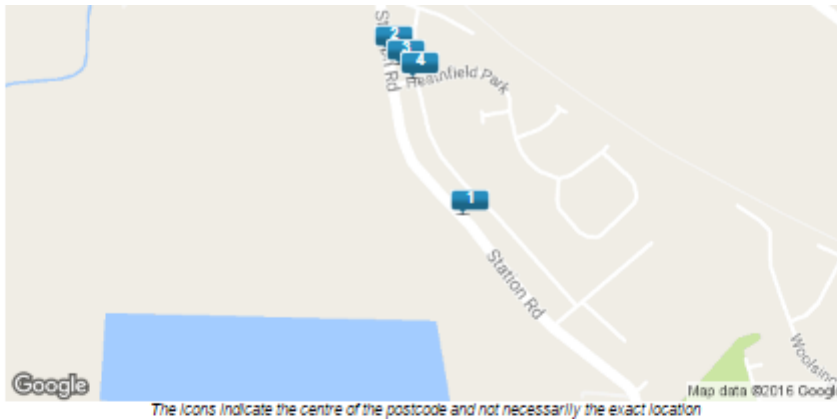 2
3
4
Heathfield Park
1
Station Rd
Google
Map data ©2016 Google
The icons indicate the centre of the postcode and not necessarily the exact location